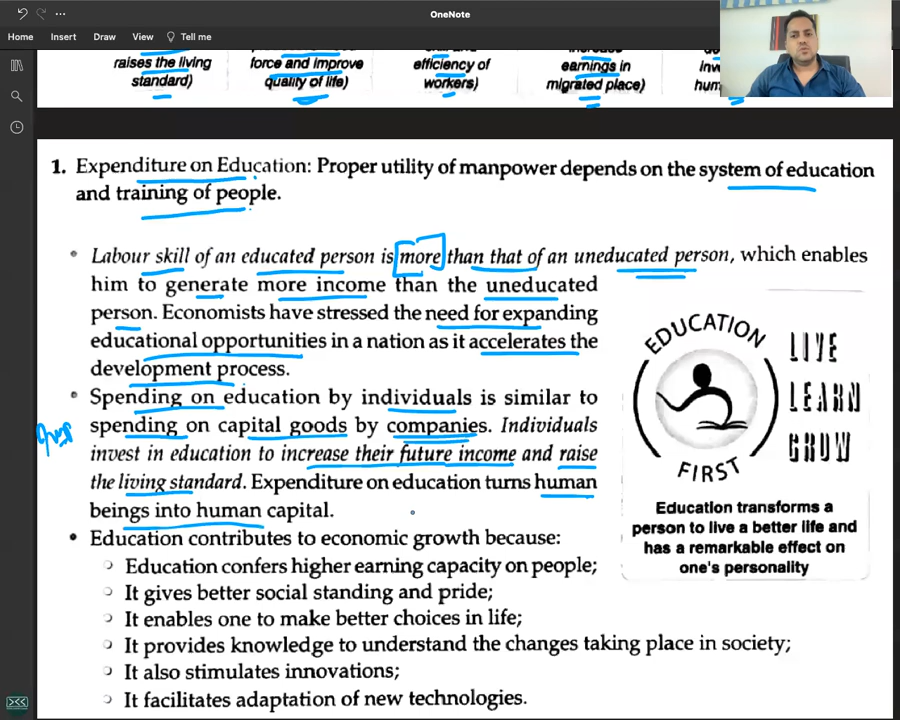 OneNote
Home Insert Draw View Tell me
raises the living force and improve efficiency of earnings in
standard) quality of life) workers) migrated place)
1. Expenditure on Education: Proper utility of manpower depends on the system of education
and training of people.
• Labour skill of an educated person is more than that of an uneducated person, which enables
him to generate more income than the uneducated
person. Economists have stressed the need for expanding
educational opportunities in a nation as it accelerates the
development process.
• Spending on education by individuals is similar to
spending on capital goods by companies. Individuals
invest in education to increase their future income and raise
the living standard. Expenditure on education turns human
beings into human capital.
• Education contributes to economic growth because:
Education confers higher earning capacity on people;
It gives better social standing and pride;
It enables one to make better choices in life;
It provides knowledge to understand the changes taking place in society;
It also stimulates innovations;
It facilitates adaptation of new technologies.
EDUCATION
FIRST
LIVE
LEARN
GROW
Education transforms a
person to live a better life and
has a remarkable effect on
one's personality